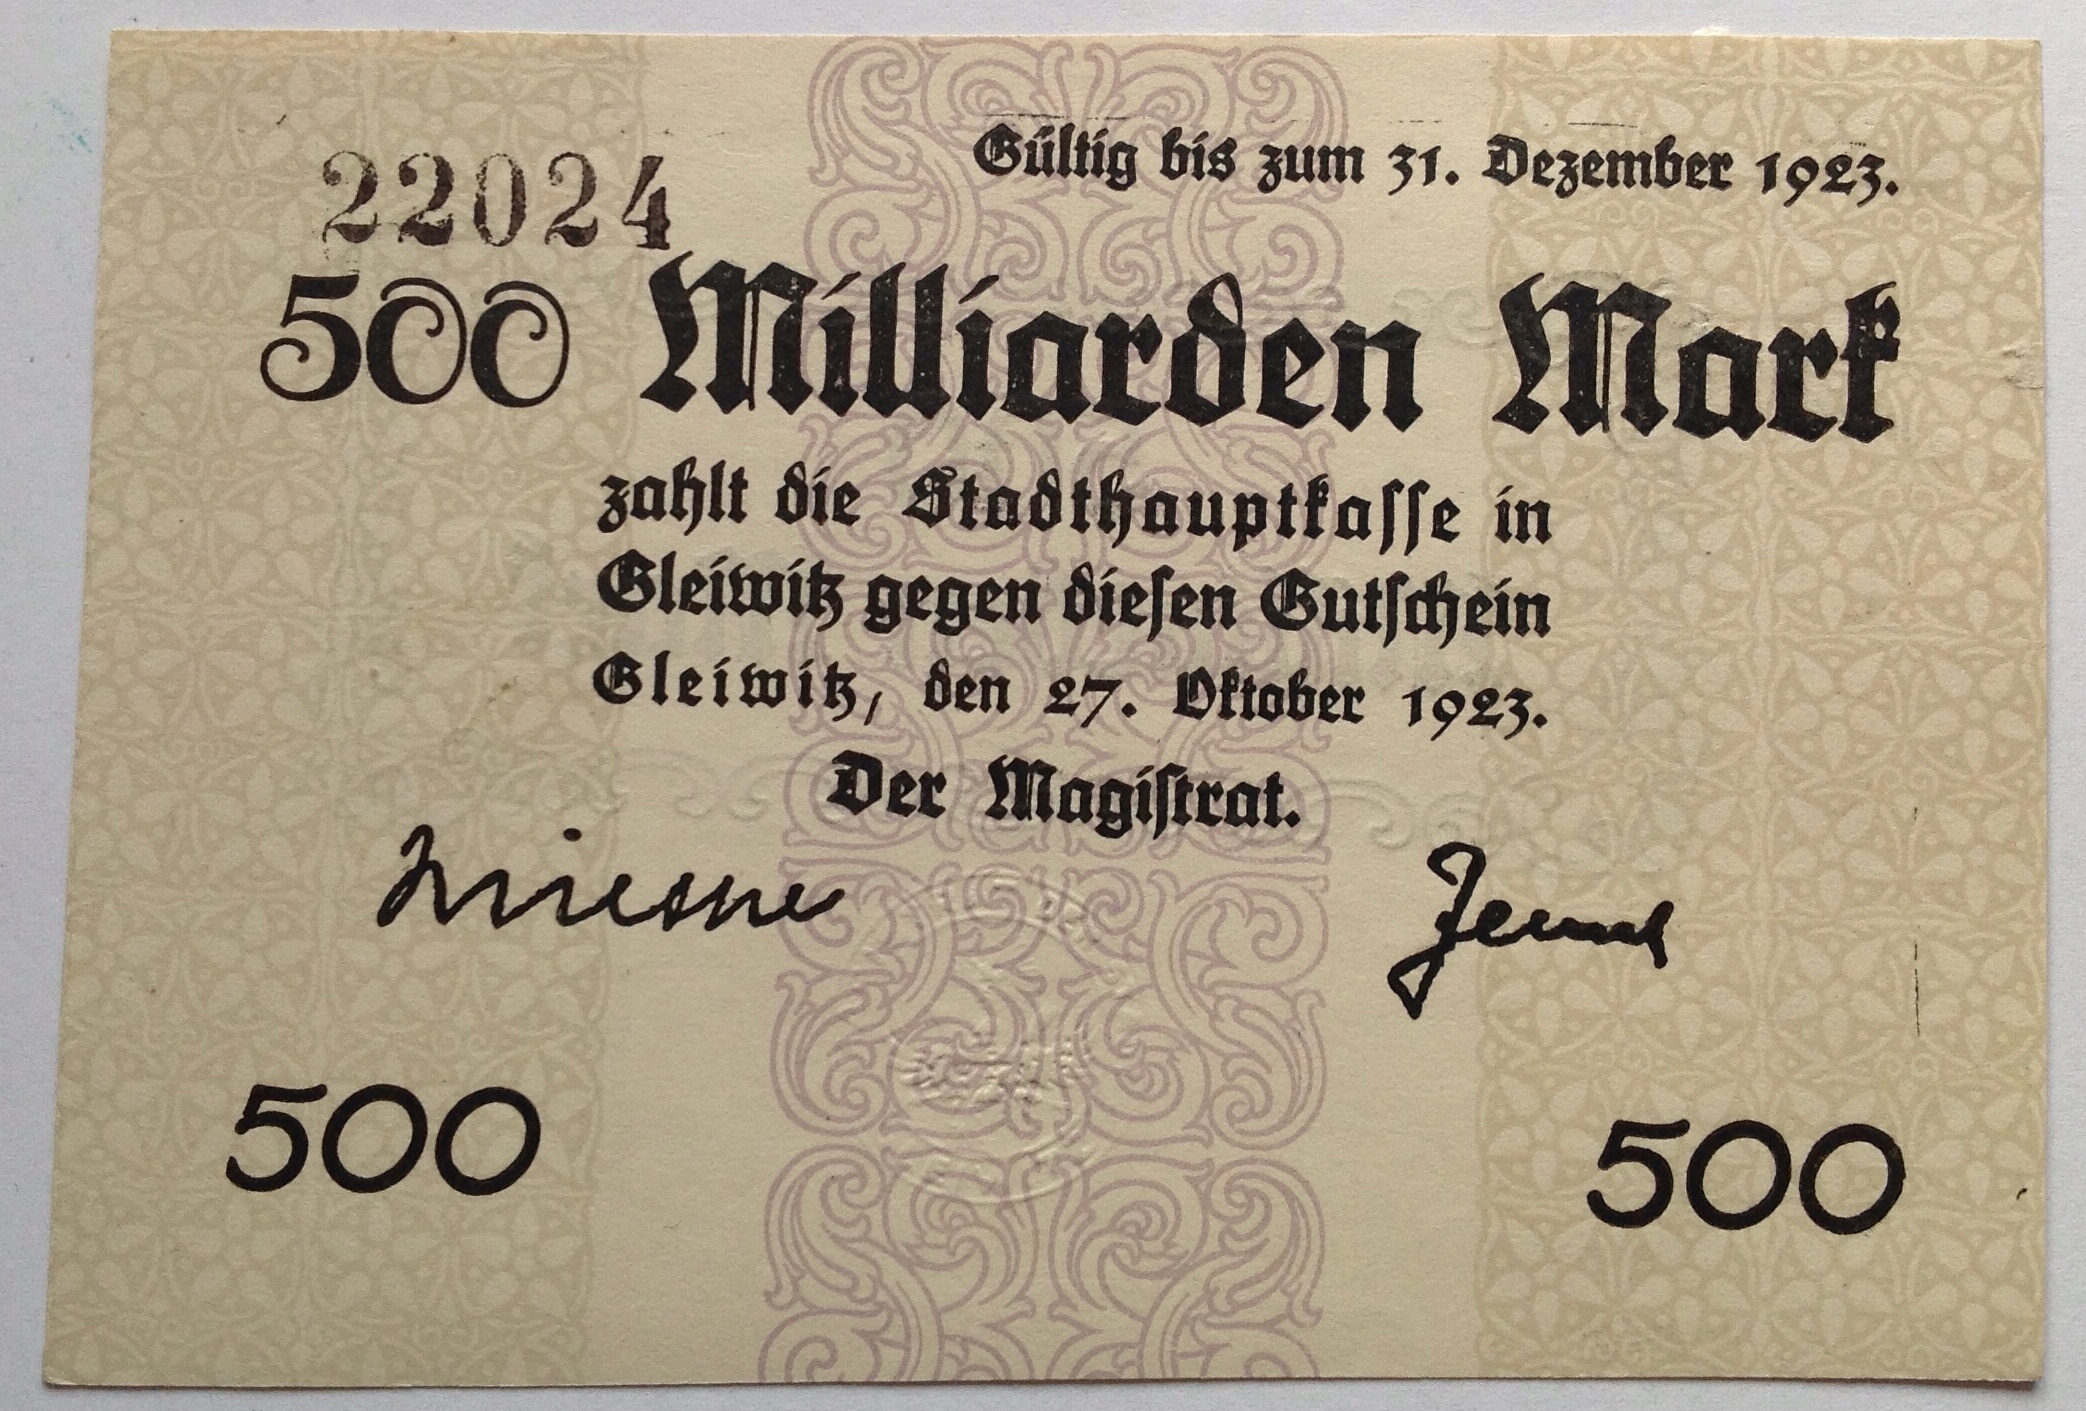 Gültig bis zum 31. Dezember 1923.
22024
500 Milliarden Mark
zahlt die Stadthauptkasse in
Gleiwitz gegen diesen Gutschein
Gleiwitz, den 27. Oktober 1923.
Der Magistrat.
500 500